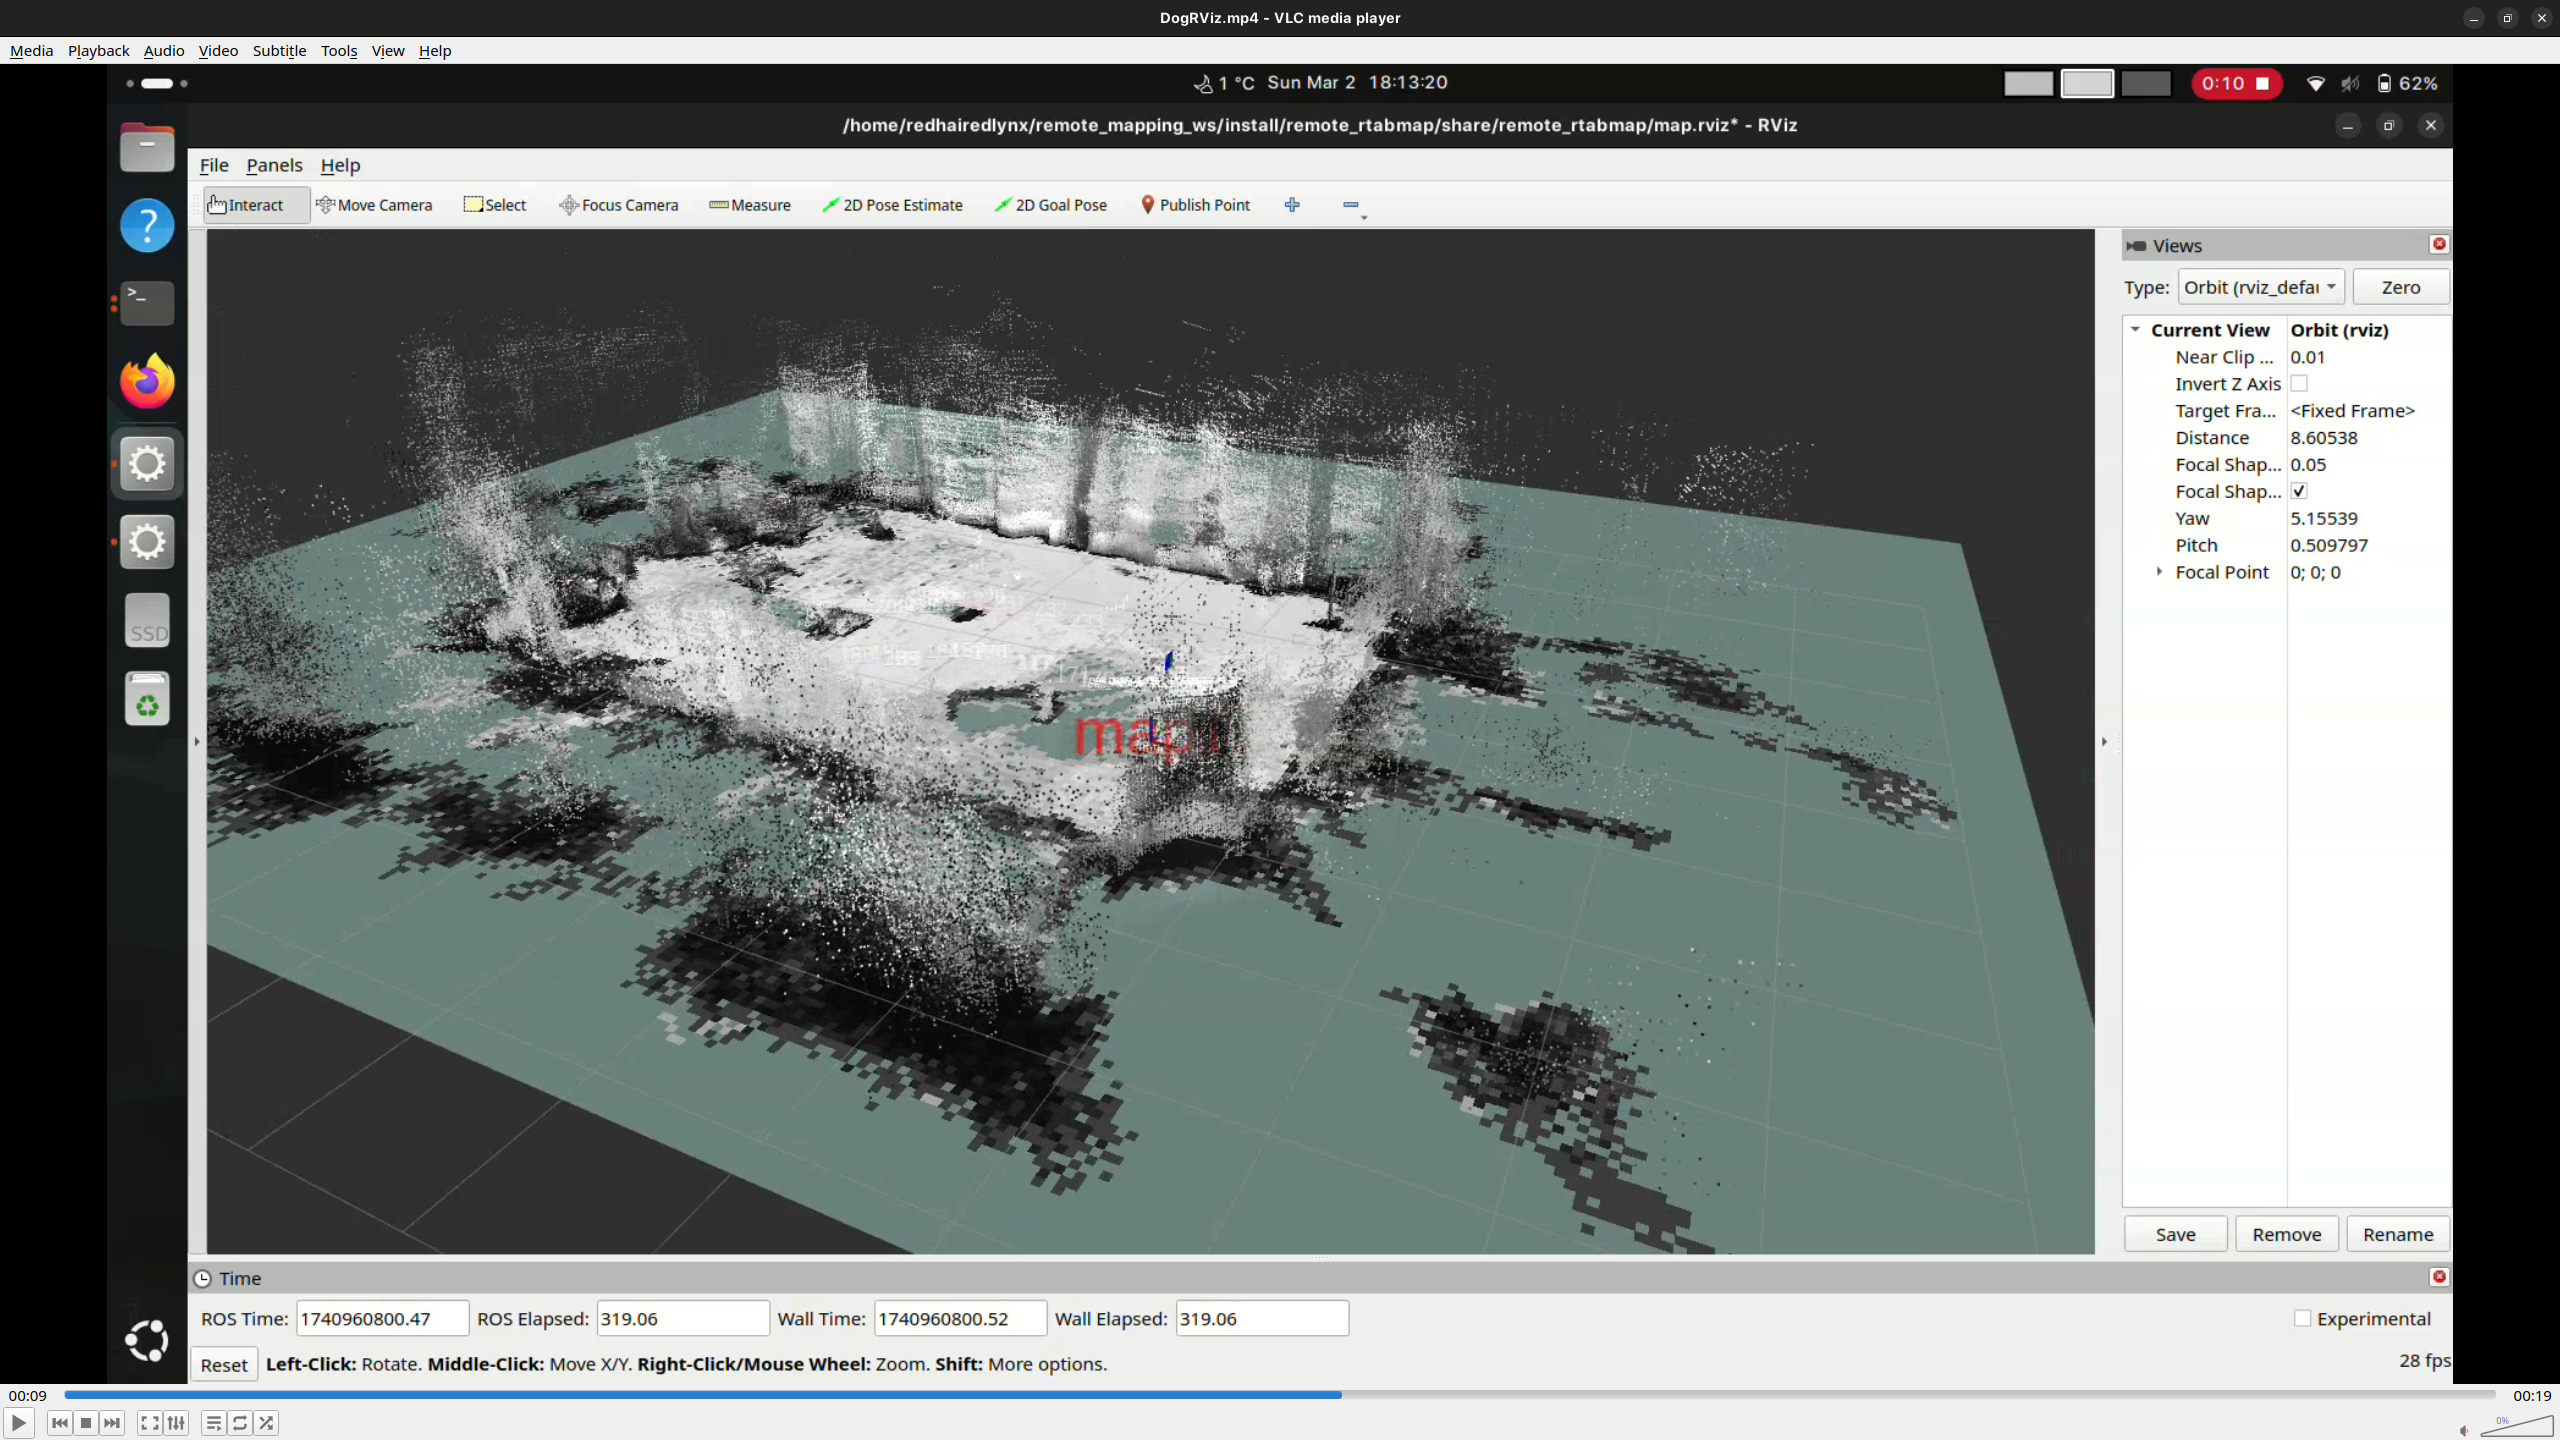 DogRViz.mp4 - VLC media player
Media Playback Audio Video Subtitle Tools View Help
1 °C Sun Mar 2 18:13:20
0:10
62%
/home/redhairedlynx/remote_mapping_ws/install/remote_rtabmap/share/remote_rtabmap/map.rviz* - RViz
File Panels Help
Interact Move Camera Select Focus Camera Measure 2D Pose Estimate 2D Goal Pose Publish Point
Views
Type: Orbit (rviz_defau Zero
Current View Orbit (rviz)
Near Clip ... 0.01
Invert Z Axis
Target Fra... <Fixed Frame>
Distance 8.60538
Focal Shap... 0.05
Focal Shap...
Yaw 5.15539
Pitch 0.509797
Focal Point 0; 0; 0
SSD
map
Save Remove Rename
Time
ROS Time: 1740960800.47 ROS Elapsed: 319.06 Wall Time: 1740960800.52 Wall Elapsed: 319.06
Experimental
Reset Left-Click: Rotate. Middle-Click: Move X/Y. Right-Click/Mouse Wheel: Zoom. Shift: More options.
28 fps
00:09
00:19
0%